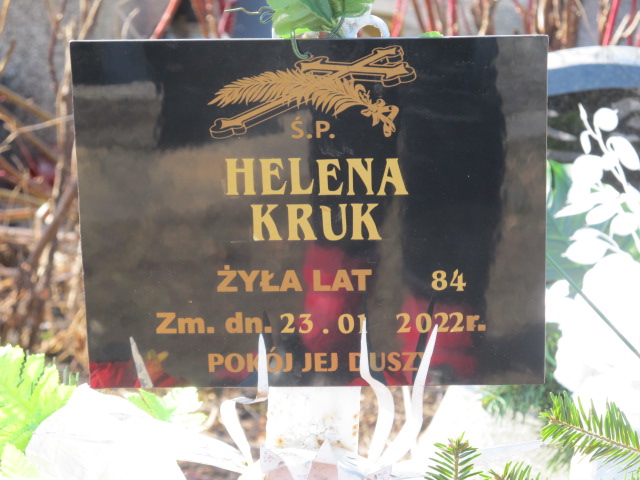 Ś.P.
HELENA
KRUK
ŻYŁA LAT 84
Zm. dn. 23.01 2022r.
POKÓJ JEJ DUSZY